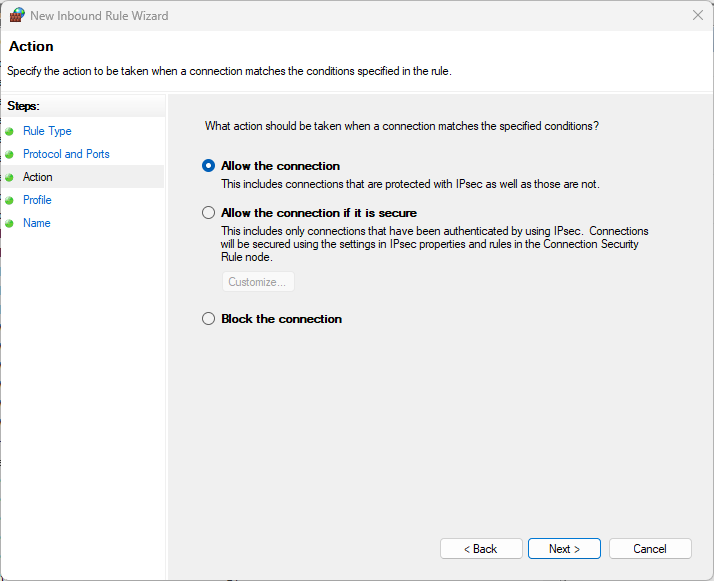 New Inbound Rule Wizard
Action
Specify the action to be taken when a connection matches the conditions specified in the rule.
Steps:
Rule Type
Protocol and Ports
Action
Profile
Name
What action should be taken when a connection matches the specified conditions?
Allow the connection
This includes connections that are protected with IPsec as well as those are not.
Allow the connection if it is secure
This includes only connections that have been authenticated by using IPsec. Connections
will be secured using the settings in IPsec properties and rules in the Connection Security
Rule node.
Customize...
Block the connection
< Back
Next >
Cancel